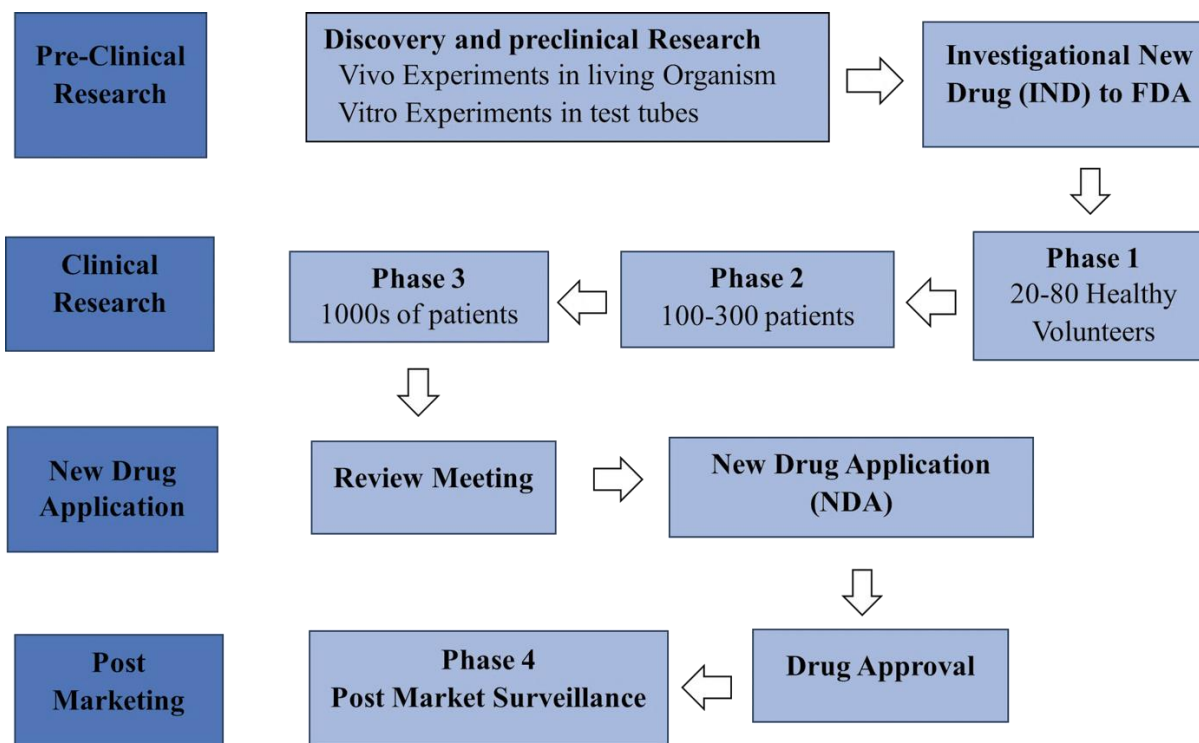 Pre-Clinical
Research
Discovery and preclinical Research
Vivo Experiments in living Organism
Vitro Experiments in test tubes
Investigational New
Drug (IND) to FDA
Clinical
Research
Phase 3
1000s of patients
Phase 2
100-300 patients
Phase 1
20-80 Healthy
Volunteers
New Drug
Application
Review Meeting
New Drug Application
(NDA)
Post
Marketing
Phase 4
Post Market Surveillance
Drug Approval